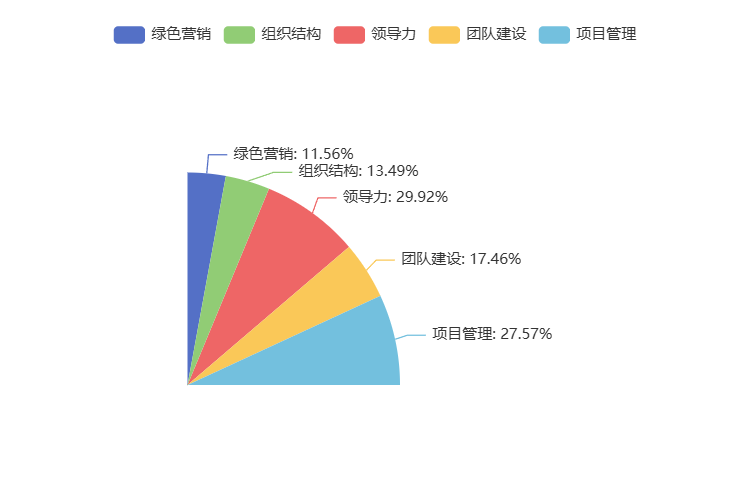 绿色营销 组织结构 领导力 团队建设 项目管理
绿色营销: 11.56%
组织结构: 13.49%
领导力: 29.92%
团队建设: 17.46%
项目管理: 27.57%